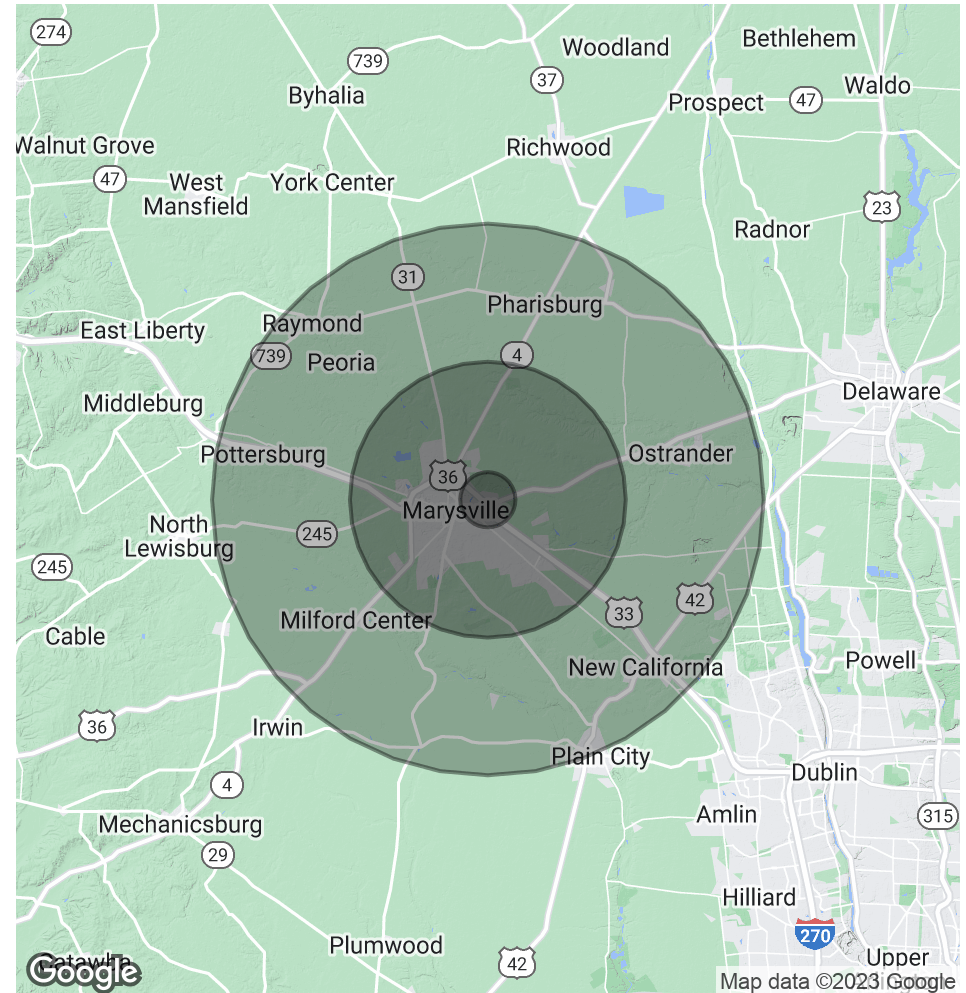 274
Woodland
Bethlehem
739
37
Waldo
Byhalia
Prospect
47
Richwood
Walnut Grove
47
West
Mansfield
York Center
23
Radnor
31
Pharisburg
East Liberty
Raymond
739
Peoria
4
Delaware
Middleburg
Pottersburg
Ostrander
36
Marysville
North
Lewisburg
245
245
42
33
Milford Center
Cable
New California
Powell
36
Irwin
Plain City
Dublin
4
Amlin
315
Mechanicsburg
29
Hilliard
270
Plumwood
42
Upper
Google
Map data ©2023 Google